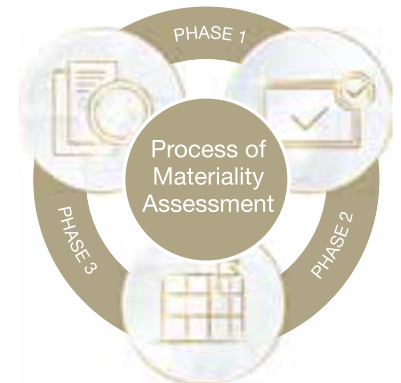 PHASE 1
Process of
Materiality
Assessment
PHASE 2
PHASE 3